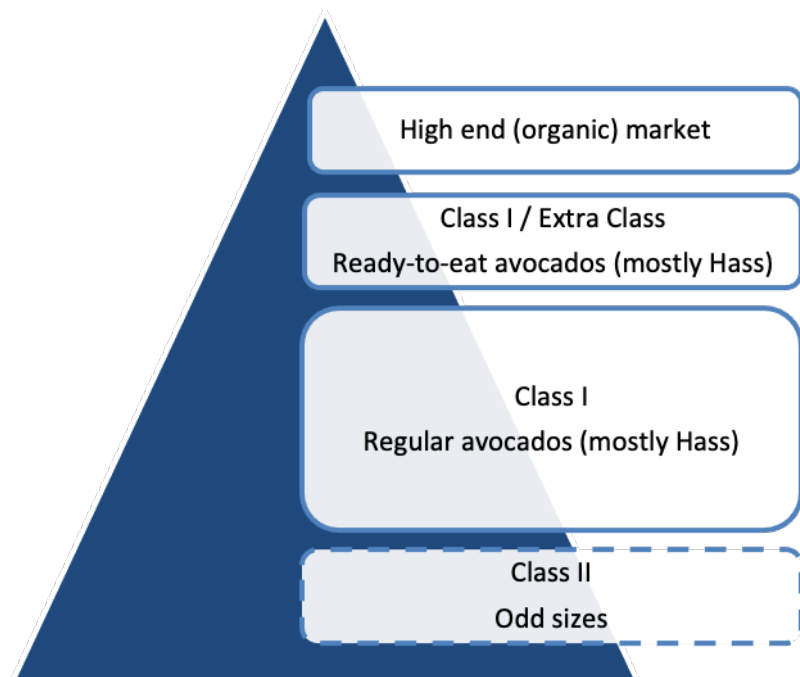 High end (organic) market
Class I / Extra Class
Ready-to-eat avocados (mostly Hass)
Class I
Regular avocados (mostly Hass)
Class II
Odd sizes